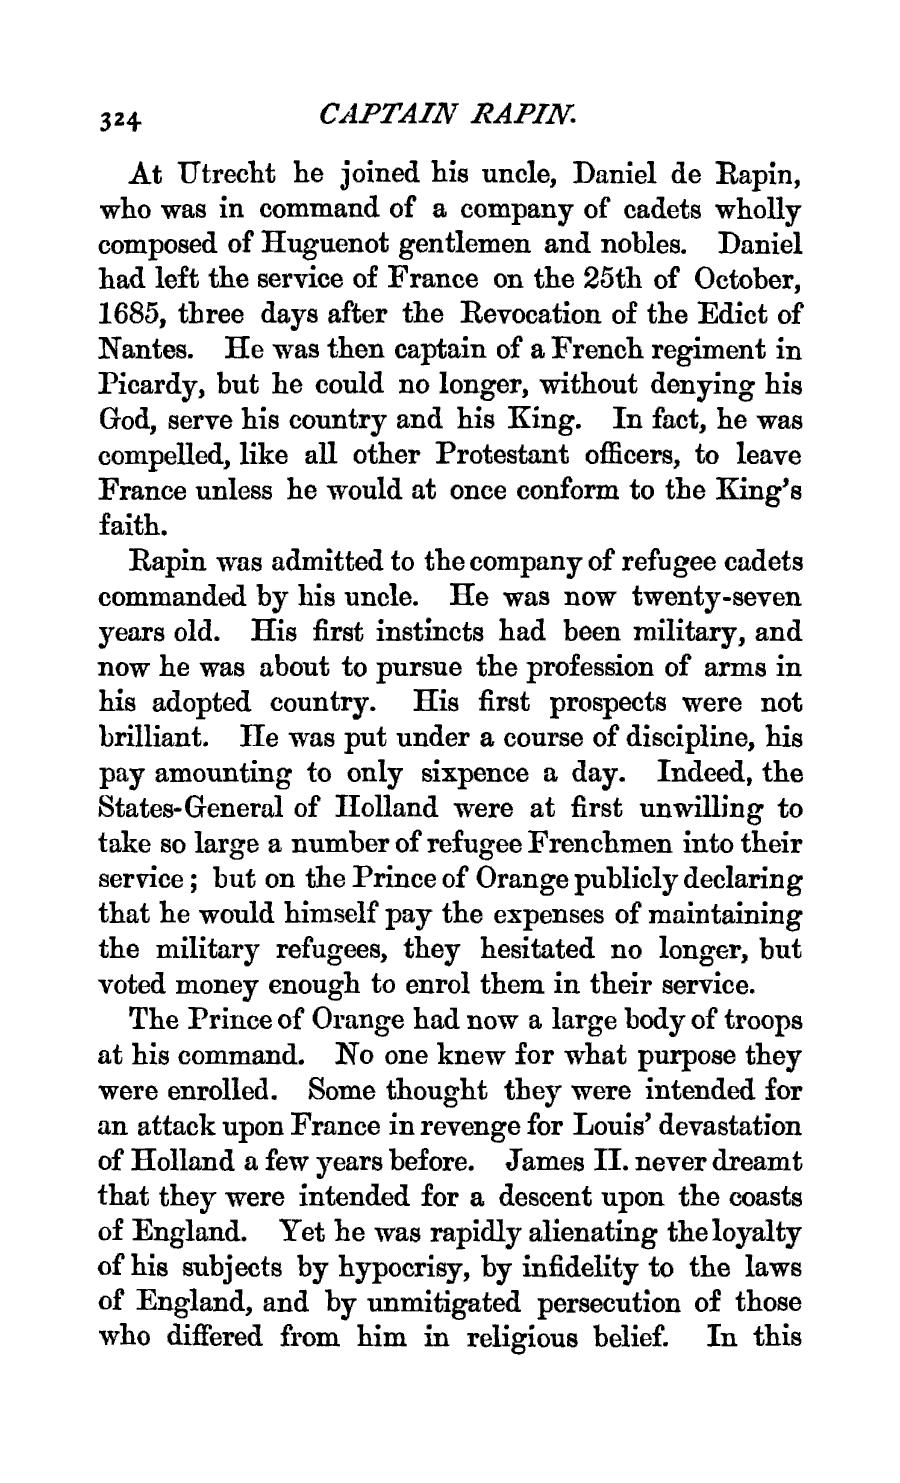 324 CAPTAIN RAPIN.
At Utrecht he joined his uncle, Daniel de Rapin,
who was in command of a company of cadets wholly
composed of Huguenot gentlemen and nobles. Daniel
had left the service of France on the 25th of October,
1685, three days after the Revocation of the Edict of
Nantes. He was then captain of a French regiment in
Picardy, but he could no longer, without denying his
God, serve his country and his King. In fact, he was
compelled, like all other Protestant officers, to leave
France unless he would at once conform to the King's
faith.
Rapin was admitted to the company of refugee cadets
commanded by his uncle. He was now twenty-seven
years old. His first instincts had been military, and
now he was about to pursue the profession of arms in
his adopted country. His first prospects were not
brilliant. He was put under a course of discipline, his
pay amounting to only sixpence a day. Indeed, the
States-General of Holland were at first unwilling to
take so large a number of refugee Frenchmen into their
service; but on the Prince of Orange publicly declaring
that he would himself pay the expenses of maintaining
the military refugees, they hesitated no longer, but
voted money enough to enrol them in their service.
The Prince of Orange had now a large body of troops
at his command. No one knew for what purpose they
were enrolled. Some thought they were intended for
an attack upon France in revenge for Louis' devastation
of Holland a few years before. James II. never dreamt
that they were intended for a descent upon the coasts
of England. Yet he was rapidly alienating the loyalty
of his subjects by hypocrisy, by infidelity to the laws
of England, and by unmitigated persecution of those
who differed from him in religious belief. In this